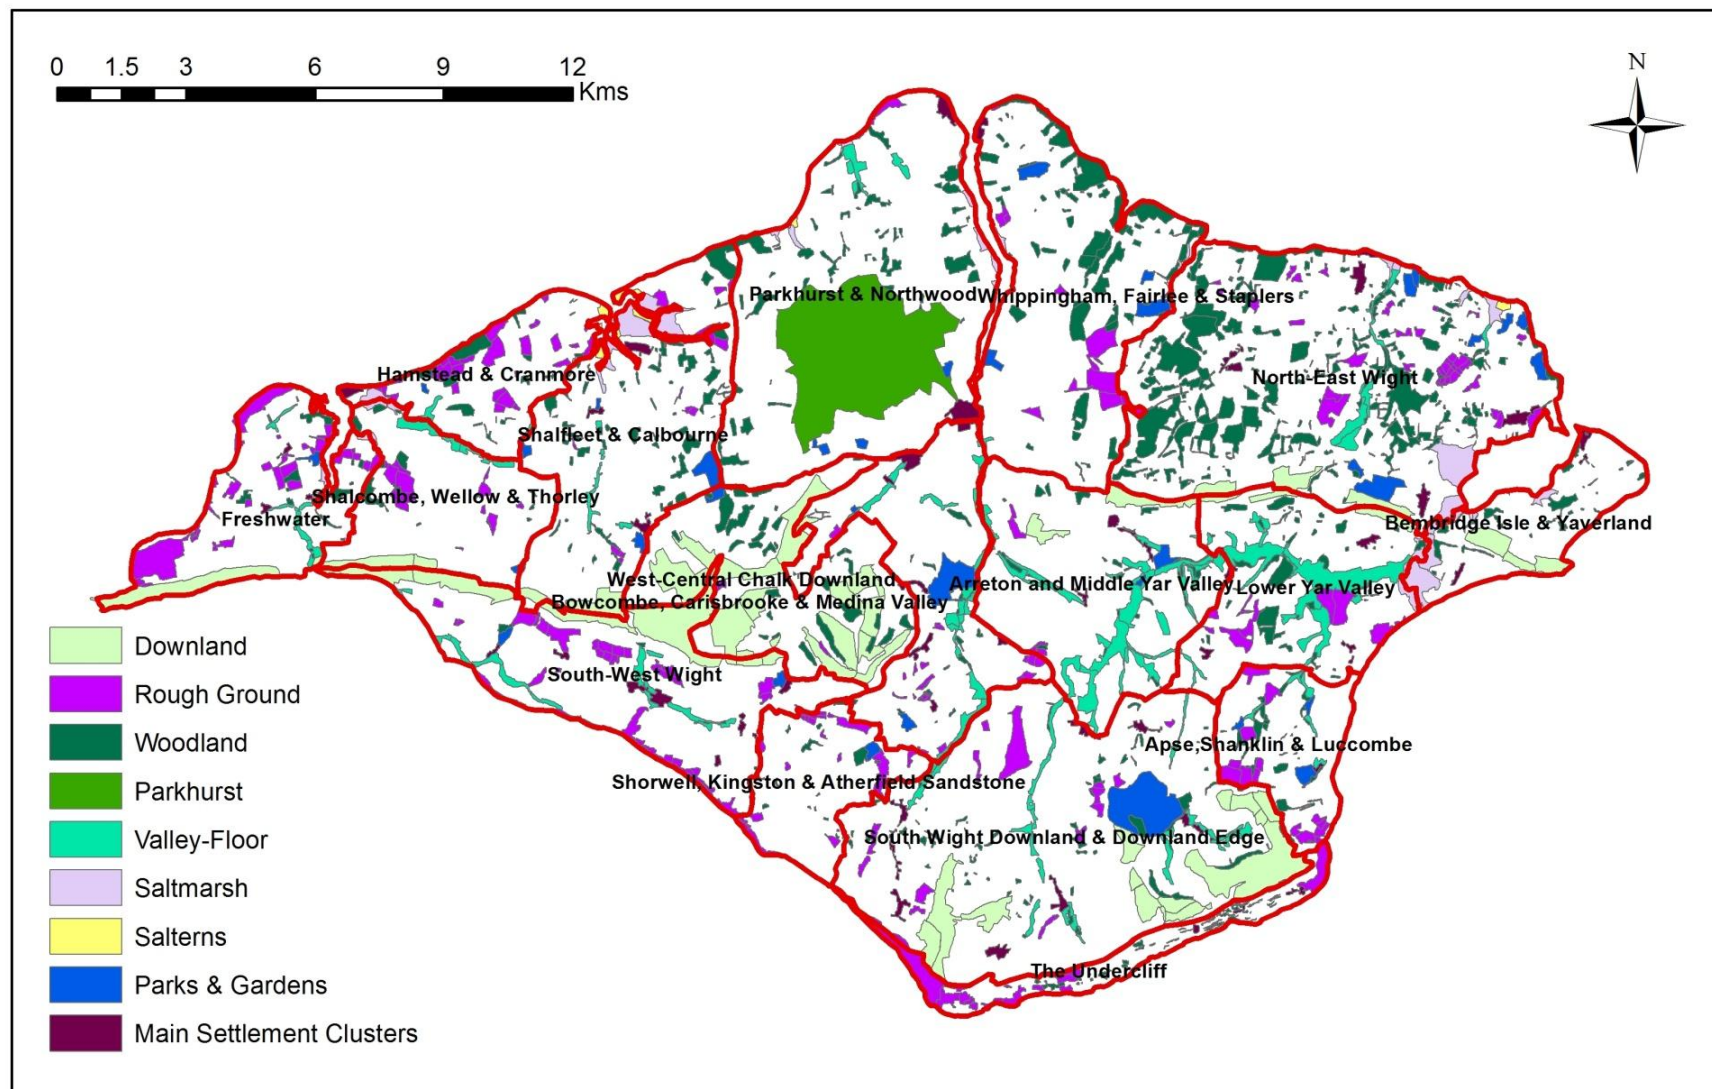 0 1.5 3 6 9 12
Kms
N
Parkhurst & Northwood
Whippingham, Fairlee & Staplers
Hamstead & Cranmore
North-East Wight
Shalfleet & Calbourne
Shalcombe, Wellow & Thorley
Freshwater
Bembridge Isle & Yaverland
West-Central Chalk Downland
Arreton and Middle Yar Valley
Lower Yar Valley
Bowcombe, Carisbrooke & Medina Valley
South-West Wight
Apse,Shanklin & Luccombe
Shorwell, Kingston & Atherfield Sandstone
South Wight Downland & Downland Edge
The Undercliff
Downland
Rough Ground
Woodland
Parkhurst
Valley-Floor
Saltmarsh
Salterns
Parks & Gardens
Main Settlement Clusters